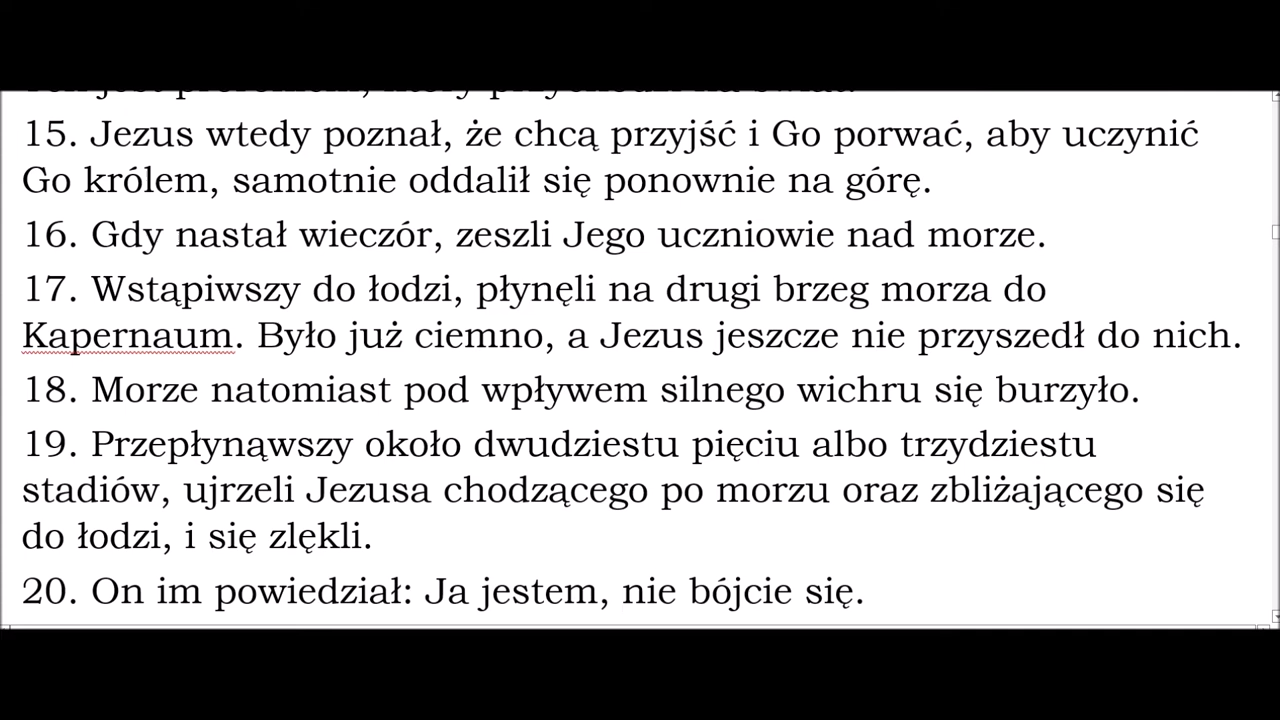 15. Jezus wtedy poznał, że chcą przyjść i Go porwać, aby uczynić
Go królem, samotnie oddalił się ponownie na górę.
16. Gdy nastał wieczór, zeszli Jego uczniowie nad morze.
17. Wstąpiwszy do łodzi, płynęli na drugi brzeg morza do
Kapernaum. Było już ciemno, a Jezus jeszcze nie przyszedł do nich.
18. Morze natomiast pod wpływem silnego wichru się burzyło.
19. Przepłynąwszy około dwudziestu pięciu albo trzydziestu
stadiów, ujrzeli Jezusa chodzącego po morzu oraz zbliżającego się
do łodzi, i się zlękli.
20. On im powiedział: Ja jestem, nie bójcie się.